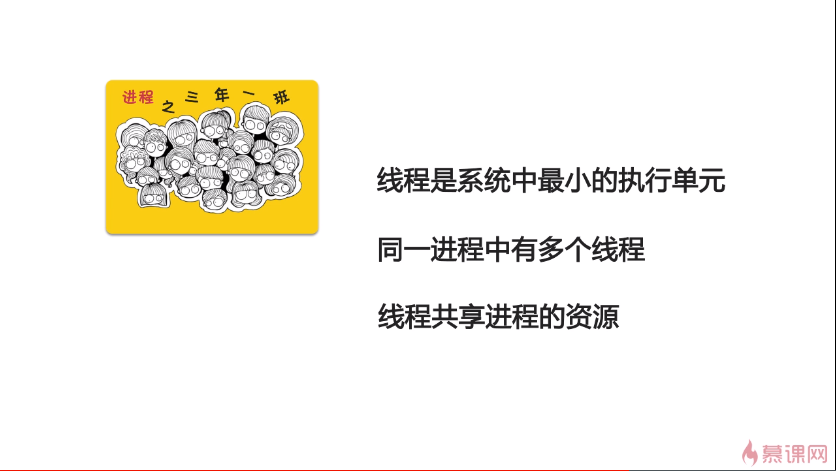 进程之三年一班
线程是系统中最小的执行单元
同一进程中有多个线程
线程共享进程的资源
慕课网